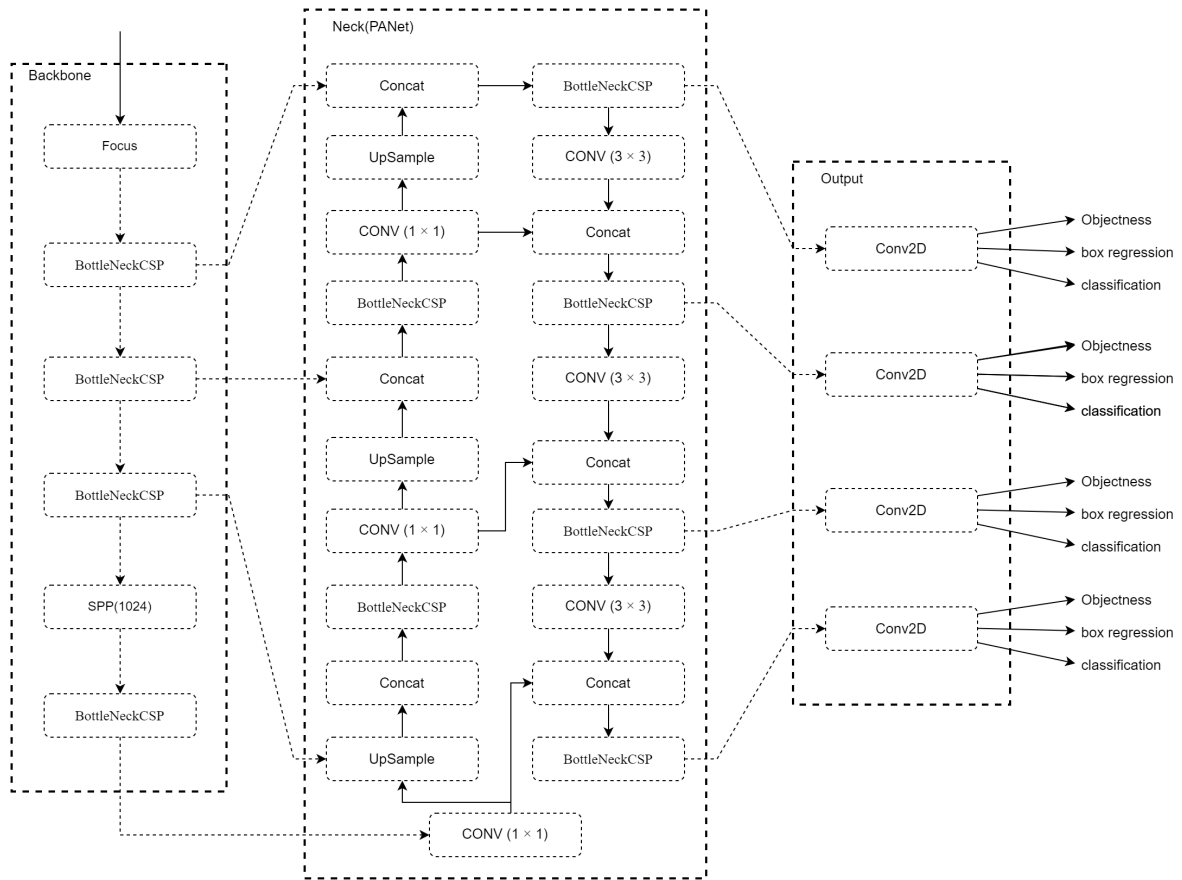 Backbone
Focus
BottleNeckCSP
BottleNeckCSP
BottleNeckCSP
SPP(1024)
BottleNeckCSP
Neck(PANet)
Concat
UpSample
CONV (1 × 1)
BottleNeckCSP
Concat
UpSample
CONV (1 × 1)
BottleNeckCSP
Concat
UpSample
CONV (1 × 1)
BottleNeckCSP
CONV (3 × 3)
Concat
BottleNeckCSP
CONV (3 × 3)
Concat
BottleNeckCSP
CONV (3 × 3)
Concat
BottleNeckCSP
Output
Conv2D
Objectness
box regression
classification
Conv2D
Objectness
box regression
classification
Conv2D
Objectness
box regression
classification
Conv2D
Objectness
box regression
classification